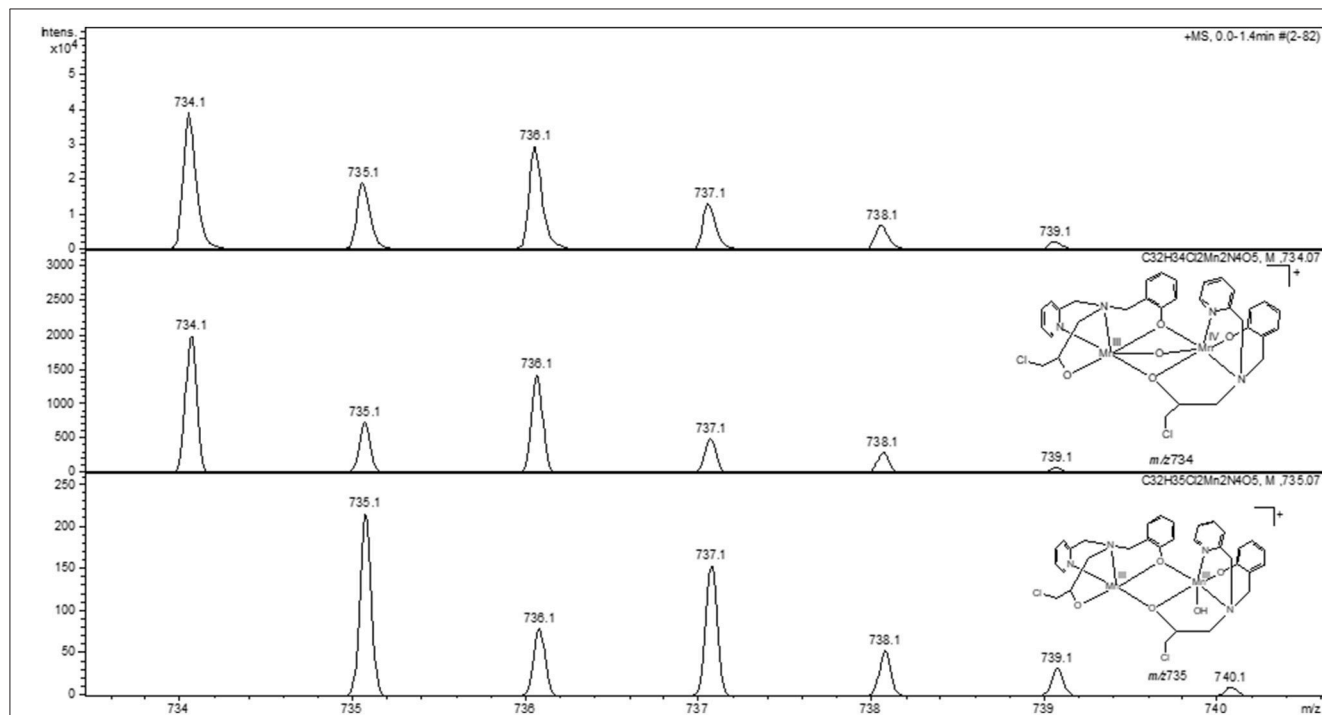 Intens.
x10⁴
+MS, 0.0-1.4min #(2-82)
5
4
3
2
1
0
734.1
735.1
736.1
737.1
738.1
739.1
C32H34Cl2Mn2N4O5, M ,734.07
3000
2500
2000
1500
1000
500
0
734.1
735.1
736.1
737.1
738.1
739.1
+
N
N
O
N
O
Mn
III
O
Mn
IV
Cl
O
O
N
Cl
m/z734
C32H35Cl2Mn2N4O5, M ,735.07
250
200
150
100
50
0
735.1
736.1
737.1
738.1
739.1
740.1
+
N
N
O
N
O
III
Mn
Cl
O
O
OH
N
Cl
m/z735
734
735
736
737
738
739
740
m/z